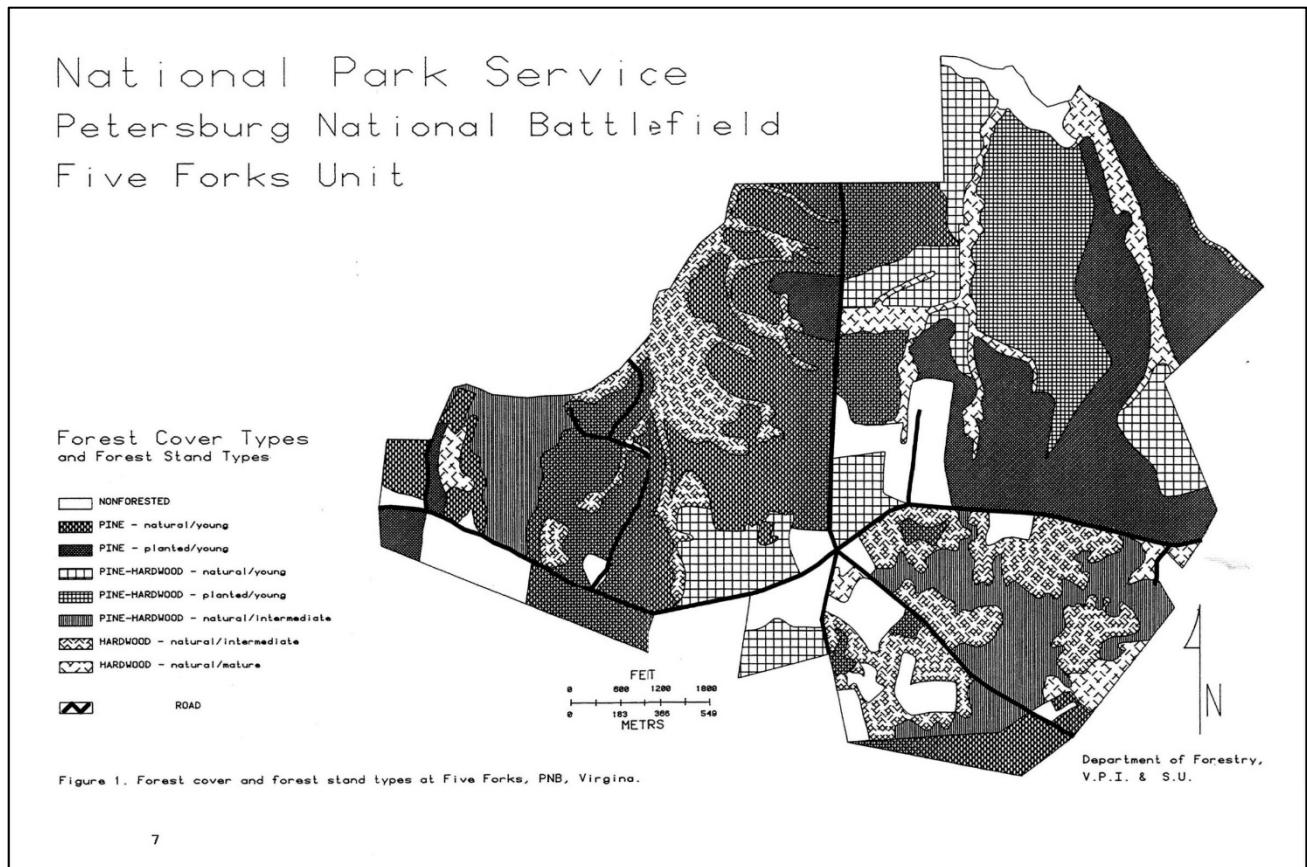 National Park Service
Petersburg National Battlefield
Five Forks Unit
Forest Cover Types
and Forest Stand Types
NONFORESTED
PINE - natural/young
PINE - planted/young
PINE-HARDWOOD - natural/young
PINE-HARDWOOD - planted/young
PINE-HARDWOOD - natural/intermediate
HARDWOOD - natural/intermediate
HARDWOOD - natural/mature
ROAD
FEIT
0 600 1200 1800
0 183 366 549
METRS
N
Department of Forestry,
V.P.I. & S.U.
Figure 1. Forest cover and forest stand types at Five Forks, PNB, Virgina.
7